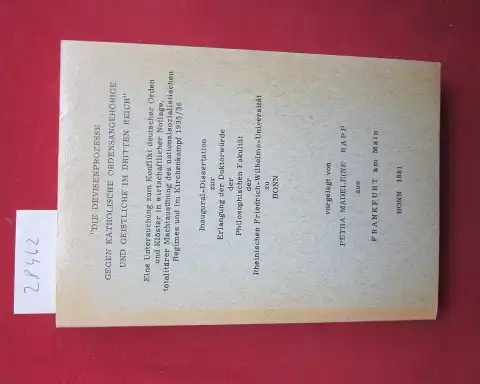 "DIE DEVISENPROZESSE
GEGEN KATHOLISCHE ORDENSANGEHÖRIGE
UND GEISTLICHE IM DRITTEN REICH"
Eine Untersuchung zum Konflikt deutscher Orden
und Klöster in wirtschaftlicher Notlage,
totalitärer Machtausübung des nationalsozialistischen
Regimes und im Kirchenkampf 1935/36
Inaugural-Dissertation
zur
Erlangung der Doktorwürde
der
Philosophischen Fakultät
der
Rheinischen Friedrich-Wilhelms-Universität
zu
BONN
vorgelegt von
PETRA MADELEINE RAPP
aus
FRANKFURT am Main
BONN 1981
2P462